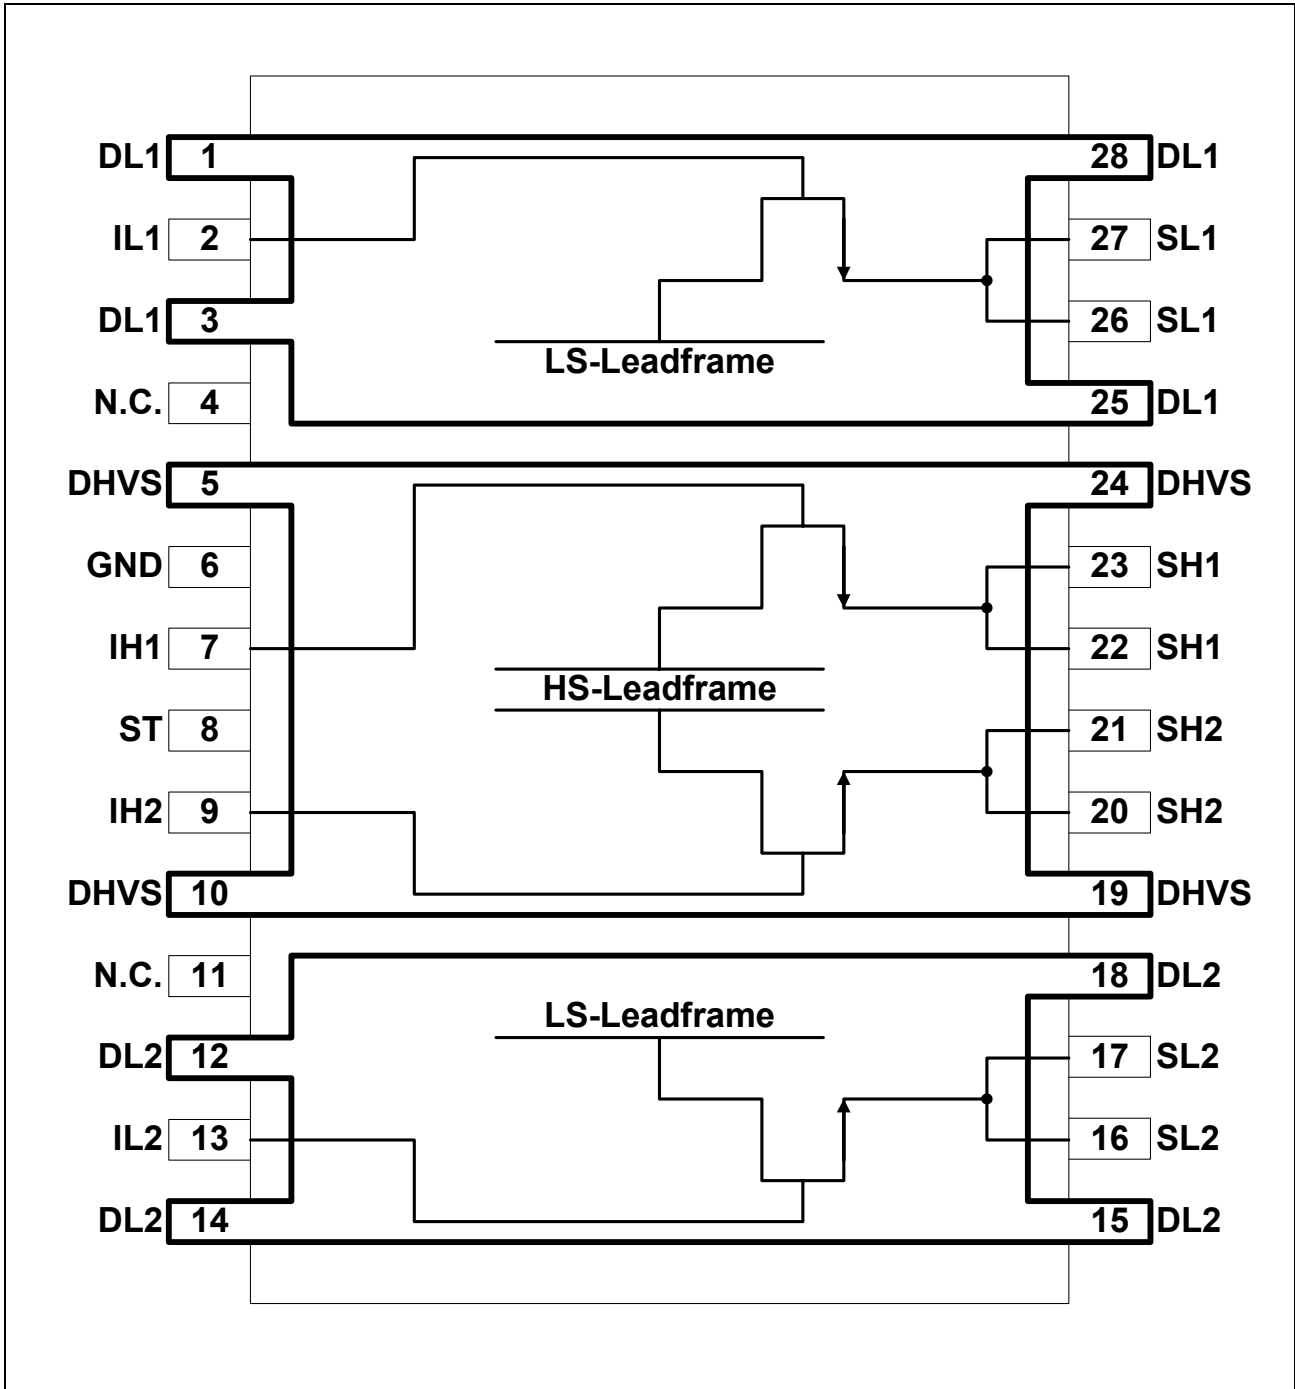 DL1 1 28 DL1
IL1 2 27 SL1
DL1 3 26 SL1
LS-Leadframe
N.C. 4 25 DL1
DHVS 5 24 DHVS
GND 6 23 SH1
IH1 7 22 SH1
HS-Leadframe
ST 8 21 SH2
IH2 9 20 SH2
DHVS 10 19 DHVS
N.C. 11 18 DL2
LS-Leadframe
DL2 12 17 SL2
IL2 13 16 SL2
DL2 14 15 DL2